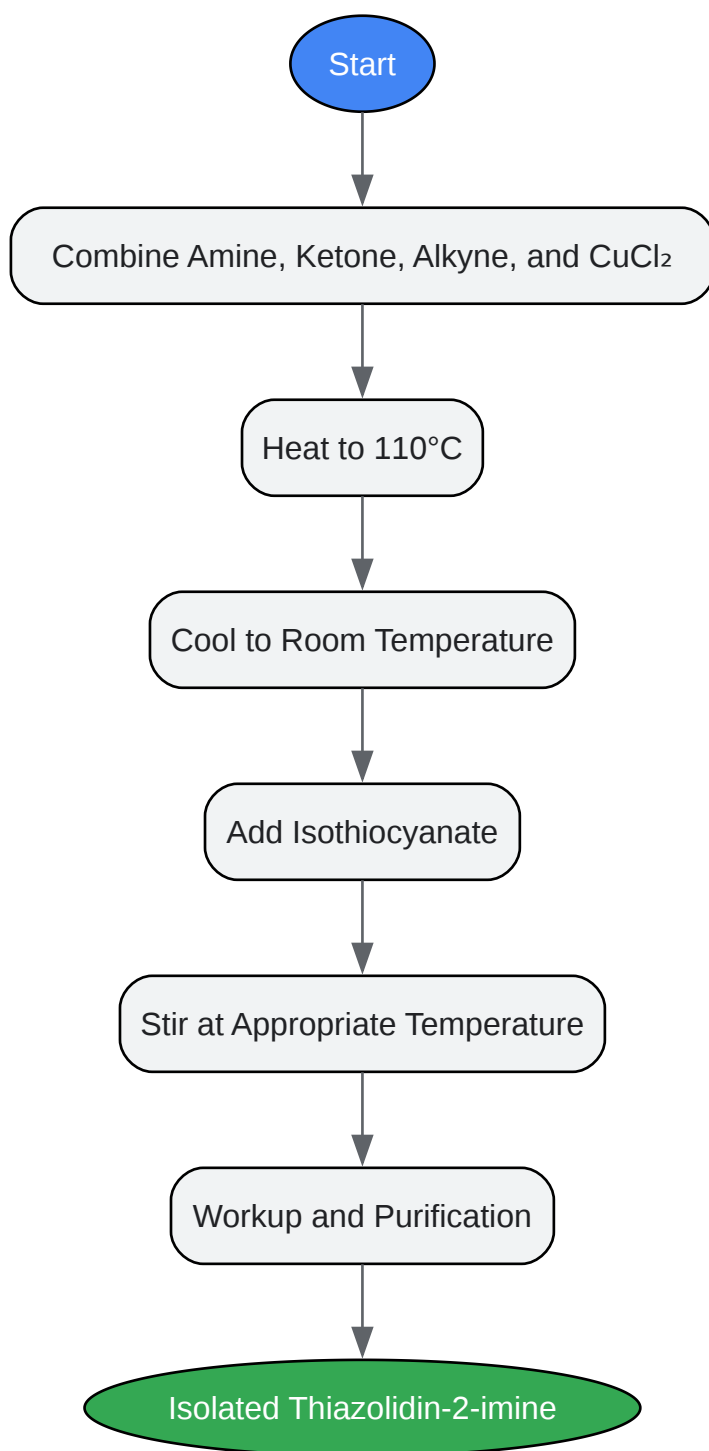 Start
Combine Amine, Ketone, Alkyne, and CuCl₂
Heat to 110°C
Cool to Room Temperature
Add Isothiocyanate
Stir at Appropriate Temperature
Workup and Purification
Isolated Thiazolidin-2-imine